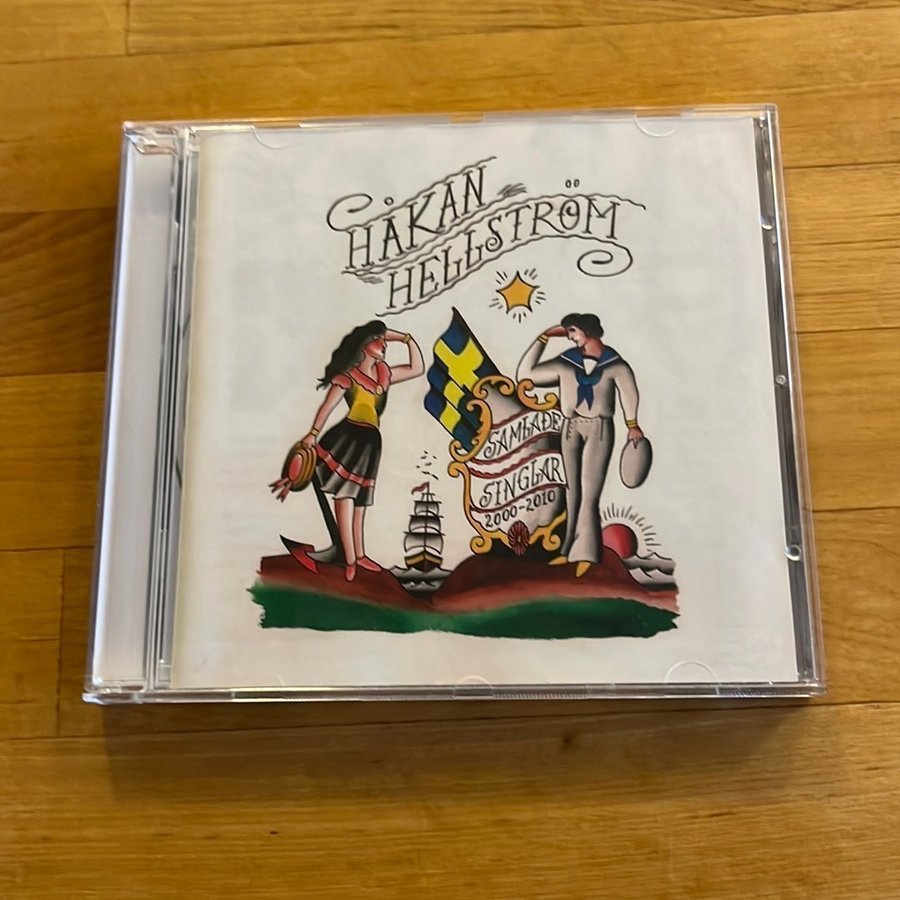 HÅKAN
HELLSTRÖM
SAMLADE
SINGLAR
2000-2010